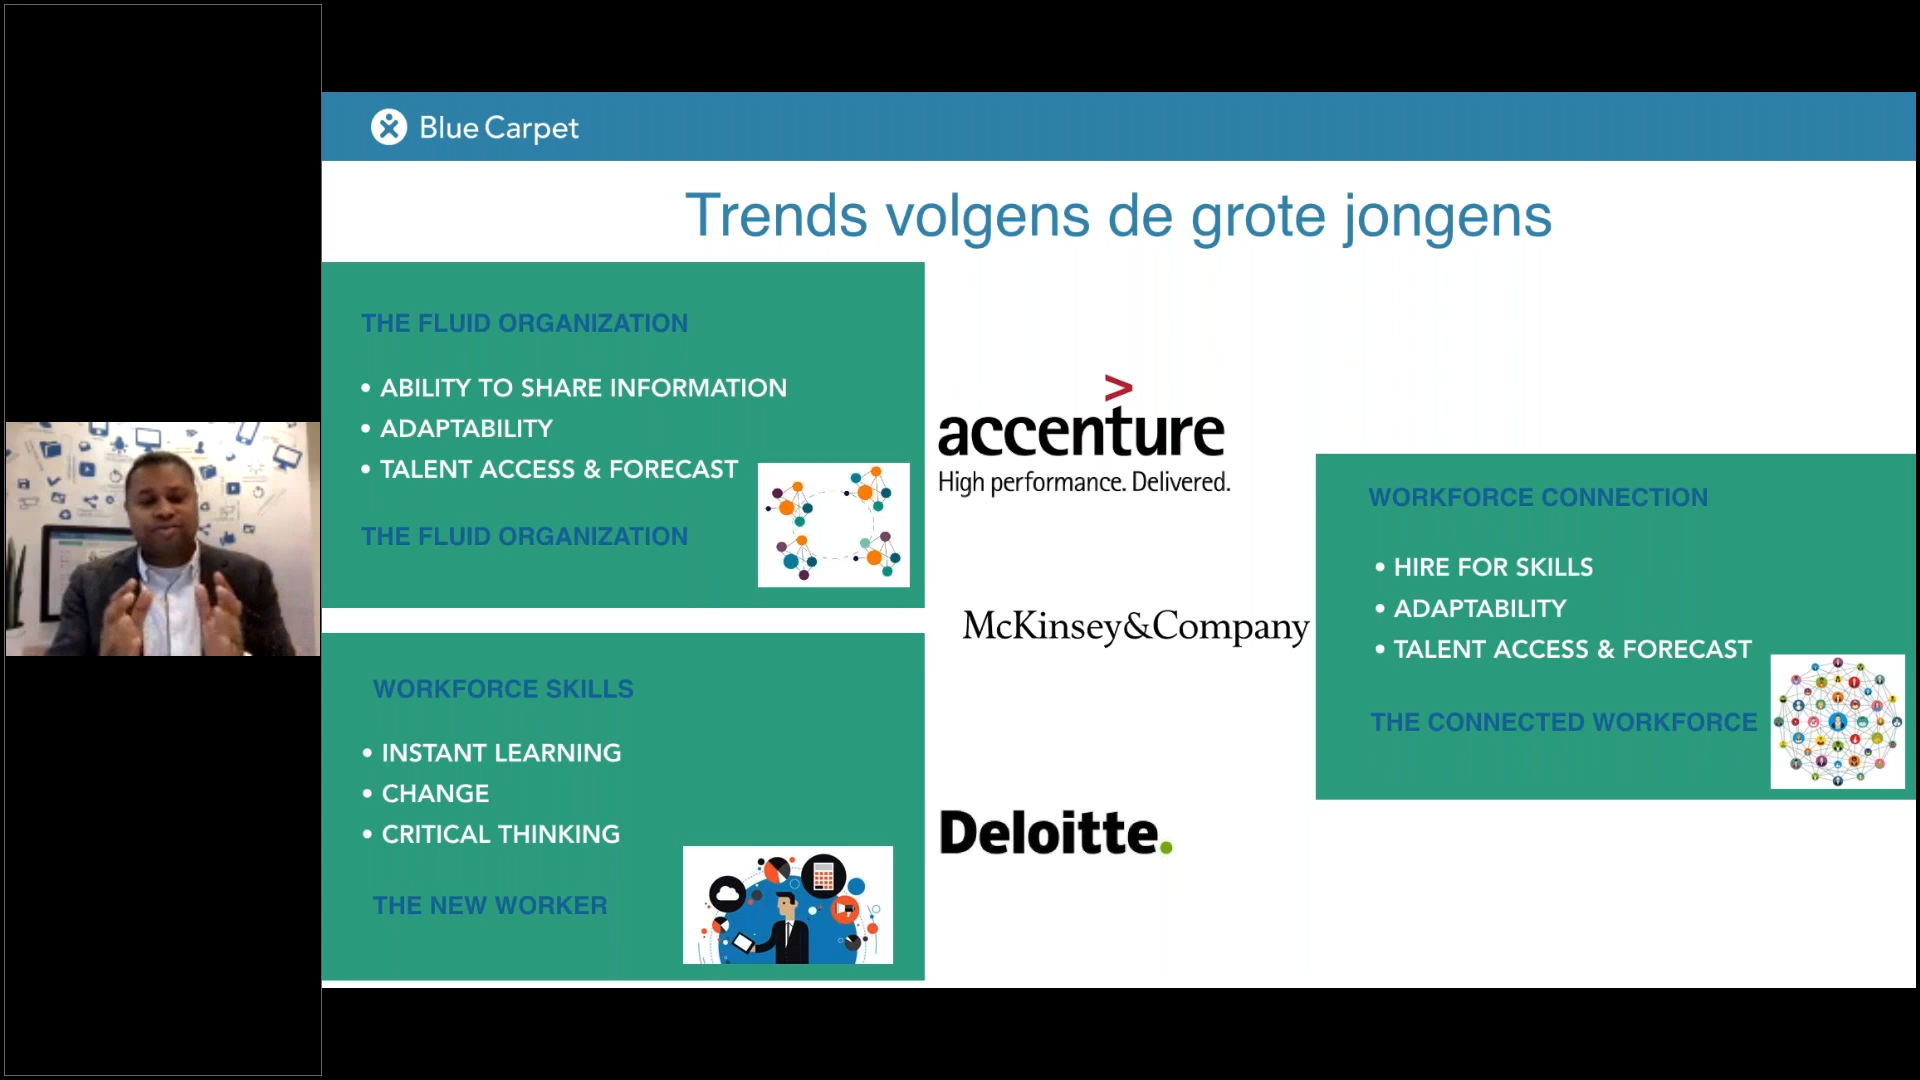 Blue Carpet
Trends volgens de grote jongens
THE FLUID ORGANIZATION
• ABILITY TO SHARE INFORMATION
• ADAPTABILITY
• TALENT ACCESS & FORECAST
THE FLUID ORGANIZATION
WORKFORCE SKILLS
• INSTANT LEARNING
• CHANGE
• CRITICAL THINKING
THE NEW WORKER
>
accenture
High performance. Delivered.
McKinsey&Company
Deloitte.
WORKFORCE CONNECTION
• HIRE FOR SKILLS
• ADAPTABILITY
• TALENT ACCESS & FORECAST
THE CONNECTED WORKFORCE